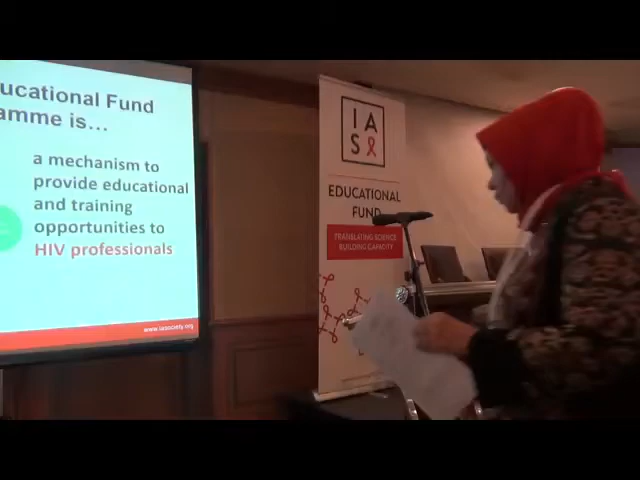 ucational Fund
amme is...
a mechanism to
provide educational
and training
opportunities to
HIV professionals
www.iasociety.org
I A
S
EDUCATIONAL
FUND
TRANSLATING SCIENCE
BUILDING CAPACITY